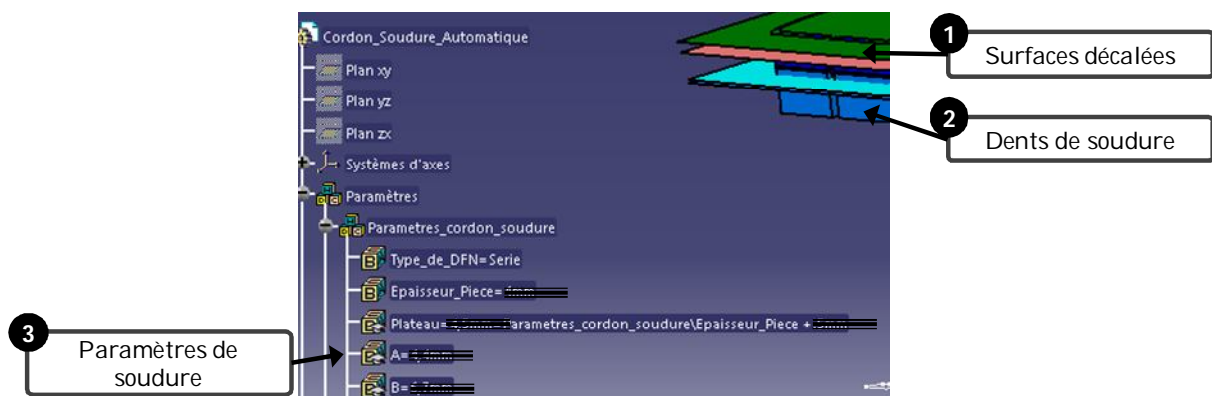 Cordon_Soudure_Automatique
Plan xy
Plan yz
Plan zx
Systèmes d'axes
Paramètres
Parametres_cordon_soudure
Type_de_DFN=Serie
Epaisseur_Piece=
Plateau= arametres_cordon_soudure\Epaisseur_Piece +
A=
B=
1
Surfaces décalées
2
Dents de soudure
3
Paramètres de
soudure